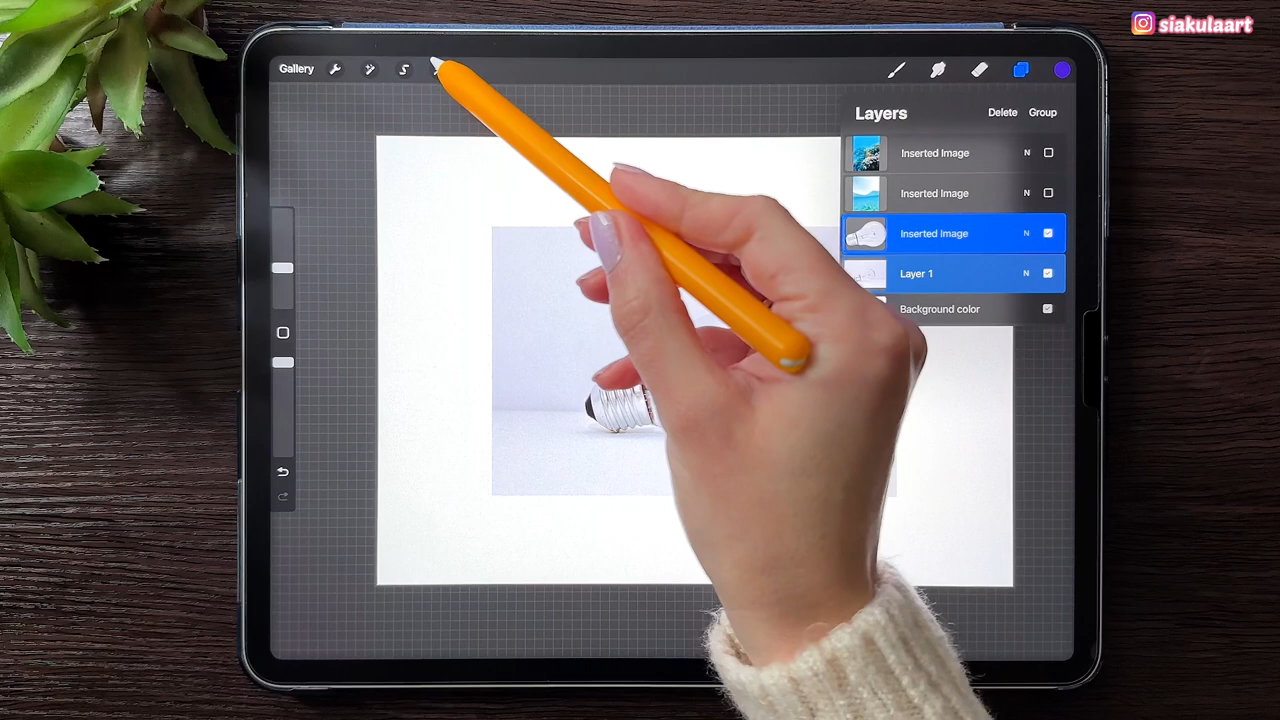 siakulaart
Gallery
Layers Delete Group
Inserted Image N
Inserted Image N
Inserted Image N
Layer 1 N
Background color